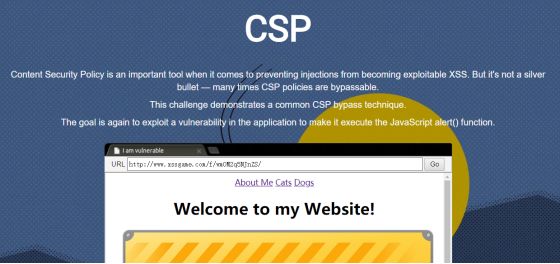 CSP
Content Security Policy is an important tool when it comes to preventing injections from becoming exploitable XSS. But it's not a silver
bullet — many times CSP policies are bypassable.
This challenge demonstrates a common CSP bypass technique.
The goal is again to exploit a vulnerability in the application to make it execute the JavaScript alert() function.
I am vulnerable
URL http://www.xssgame.com/f/wmOM2q5NJnZS/ Go
About Me Cats Dogs
Welcome to my Website!